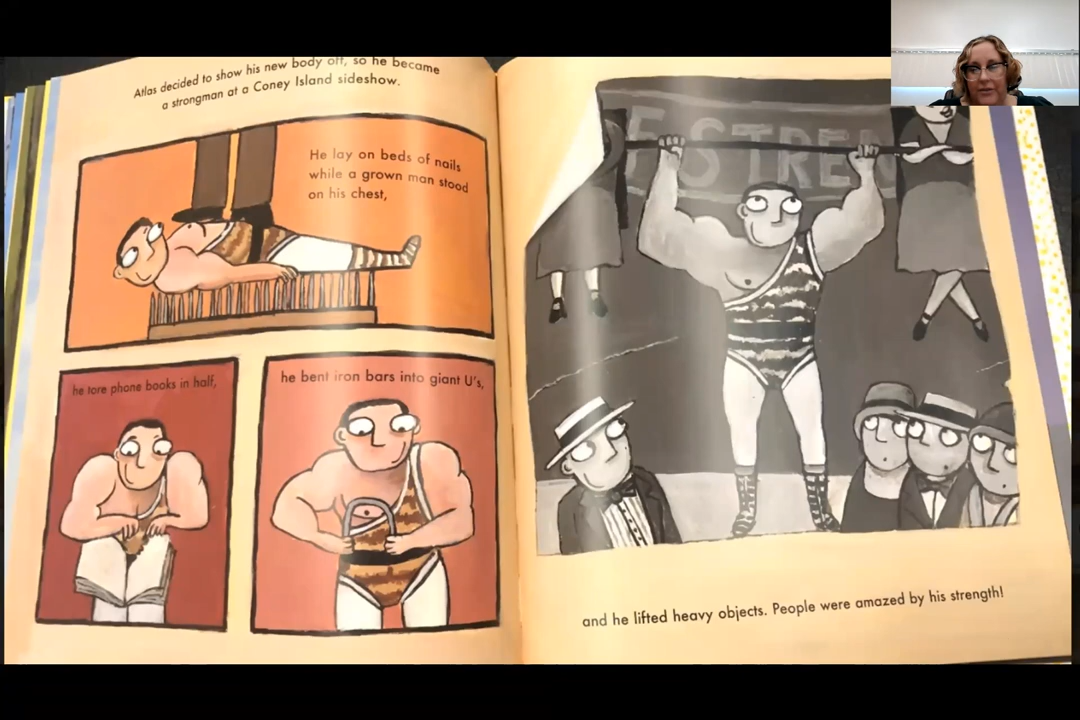 Atlas decided to show his new body off, so he became
a strongman at a Coney Island sideshow.
He lay on beds of nails
while a grown man stood
on his chest,
he tore phone books in half,
he bent iron bars into giant U's,
OF STREN
and he lifted heavy objects. People were amazed by his strength!